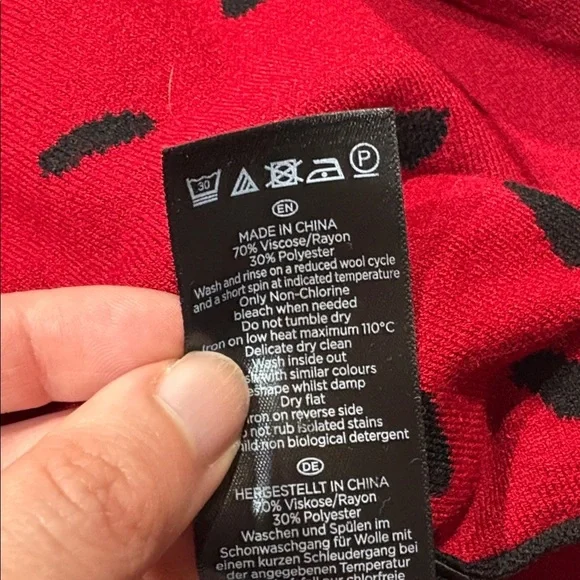 30 P
EN
MADE IN CHINA
70% Viscose/Rayon
30% Polyester
Wash and rinse on a reduced wool cycle
and a short spin at indicated temperature
Only Non-Chlorine
bleach when needed
Do not tumble dry
Iron on low heat maximum 110°C
Delicate dry clean
Wash inside out
with similar colours
whilst damp
Dry flat
on reverse side
not rub isolated stains
non biological detergent
DE
HERGESTELLT IN CHINA
70% Viskose/Rayon
30% Polyester
Waschen und Spülen im
Schonwaschgang für Wolle mit
einem kurzen Schleudergang bei
der angegebenen Temperatur